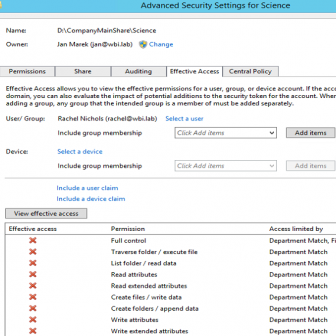 Advanced Security Settings for Science
Name: D:\CompanyMainShare\Science
Owner: Jan Marek (jan@wbi.lab) Change
Permissions Share Auditing Effective Access Central Policy
Effective Access allows you to view the effective permissions for a user, group, or device account. If the acco
domain, you can also evaluate the impact of potential additions to the security token for the account. Whe
adding a group, any group that the intended group is a member of must be added separately.
User/ Group: Rachel Nichols (rachel@wbi.lab) Select a user
Include group membership Click Add items Add items
Device: Select a device
Include group membership Click Add items Add items
Include a user claim
Include a device claim
View effective access
Effective access Permission Access limited by
Full control Department Match, Fi
Traverse folder / execute file Department Match
List folder / read data Department Match
Read attributes Department Match
Read extended attributes Department Match
Create files / write data Department Match
Create folders / append data Department Match
Write attributes Department Match
Write extended attributes Department Match